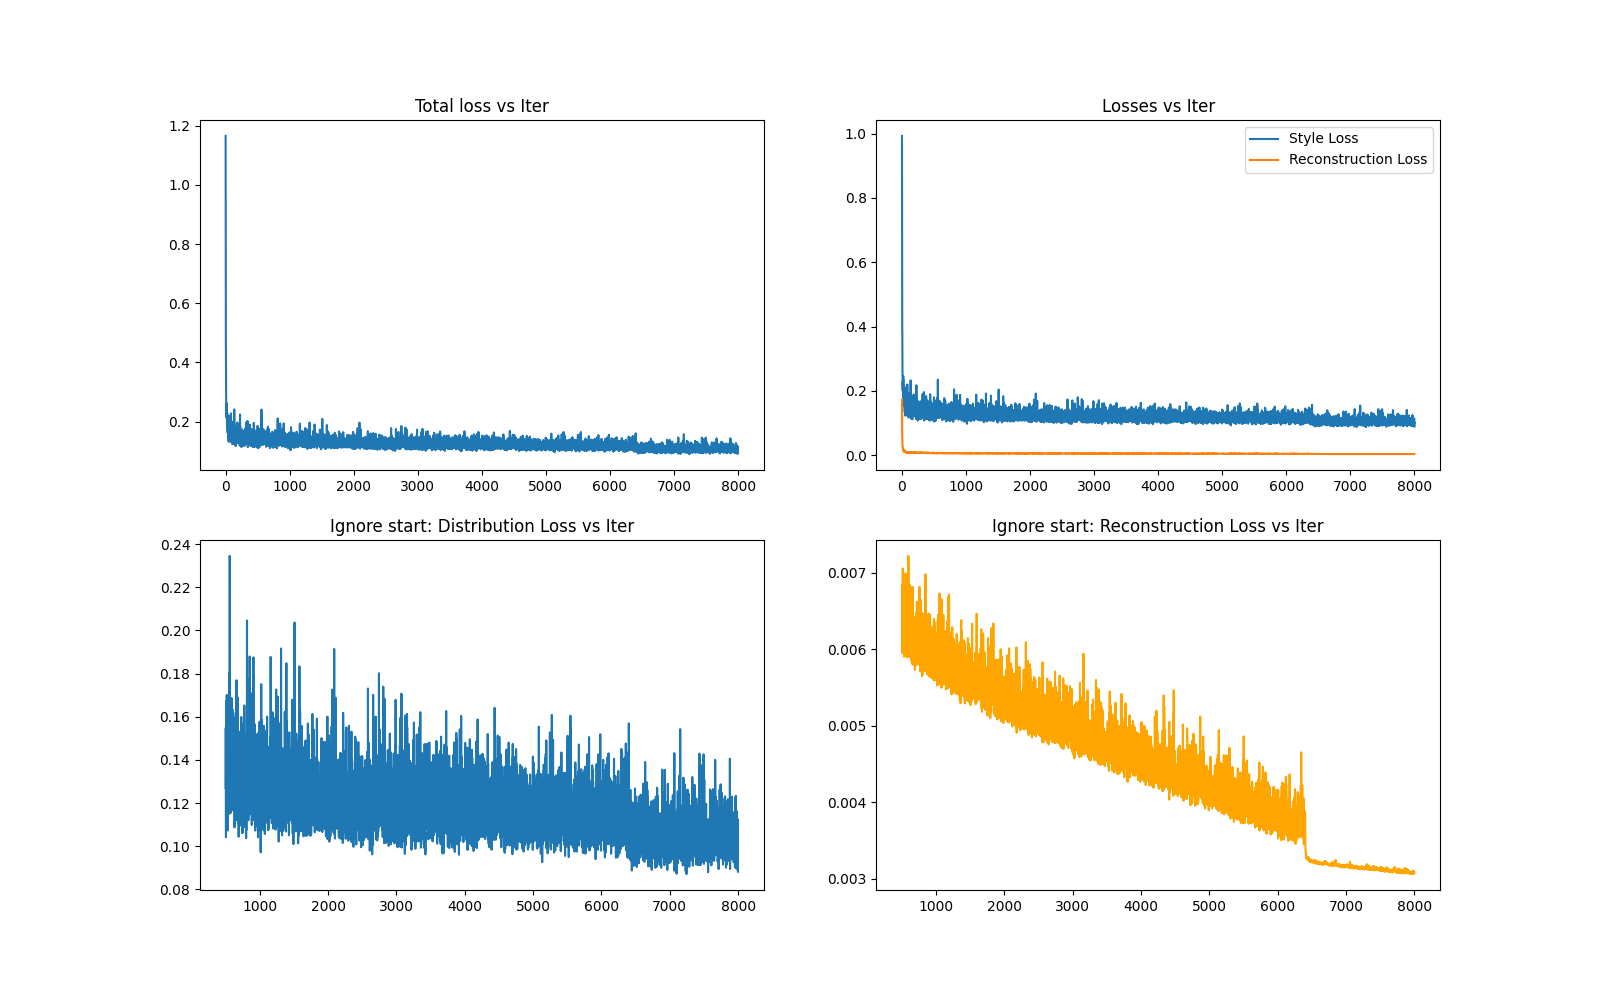 Total loss vs Iter
1.2
1.0
0.8
0.6
0.4
0.2
0 1000 2000 3000 4000 5000 6000 7000 8000
Losses vs Iter
Style Loss
Reconstruction Loss
1.0
0.8
0.6
0.4
0.2
0.0
0 1000 2000 3000 4000 5000 6000 7000 8000
Ignore start: Distribution Loss vs Iter
0.24
0.22
0.20
0.18
0.16
0.14
0.12
0.10
0.08
1000 2000 3000 4000 5000 6000 7000 8000
Ignore start: Reconstruction Loss vs Iter
0.007
0.006
0.005
0.004
0.003
1000 2000 3000 4000 5000 6000 7000 8000